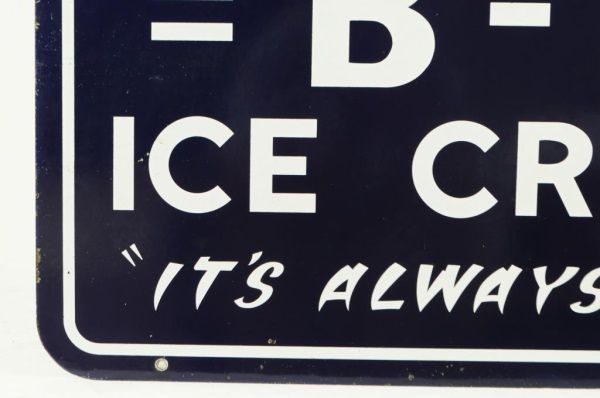 B-
ICE CR
"IT'S ALWAYS